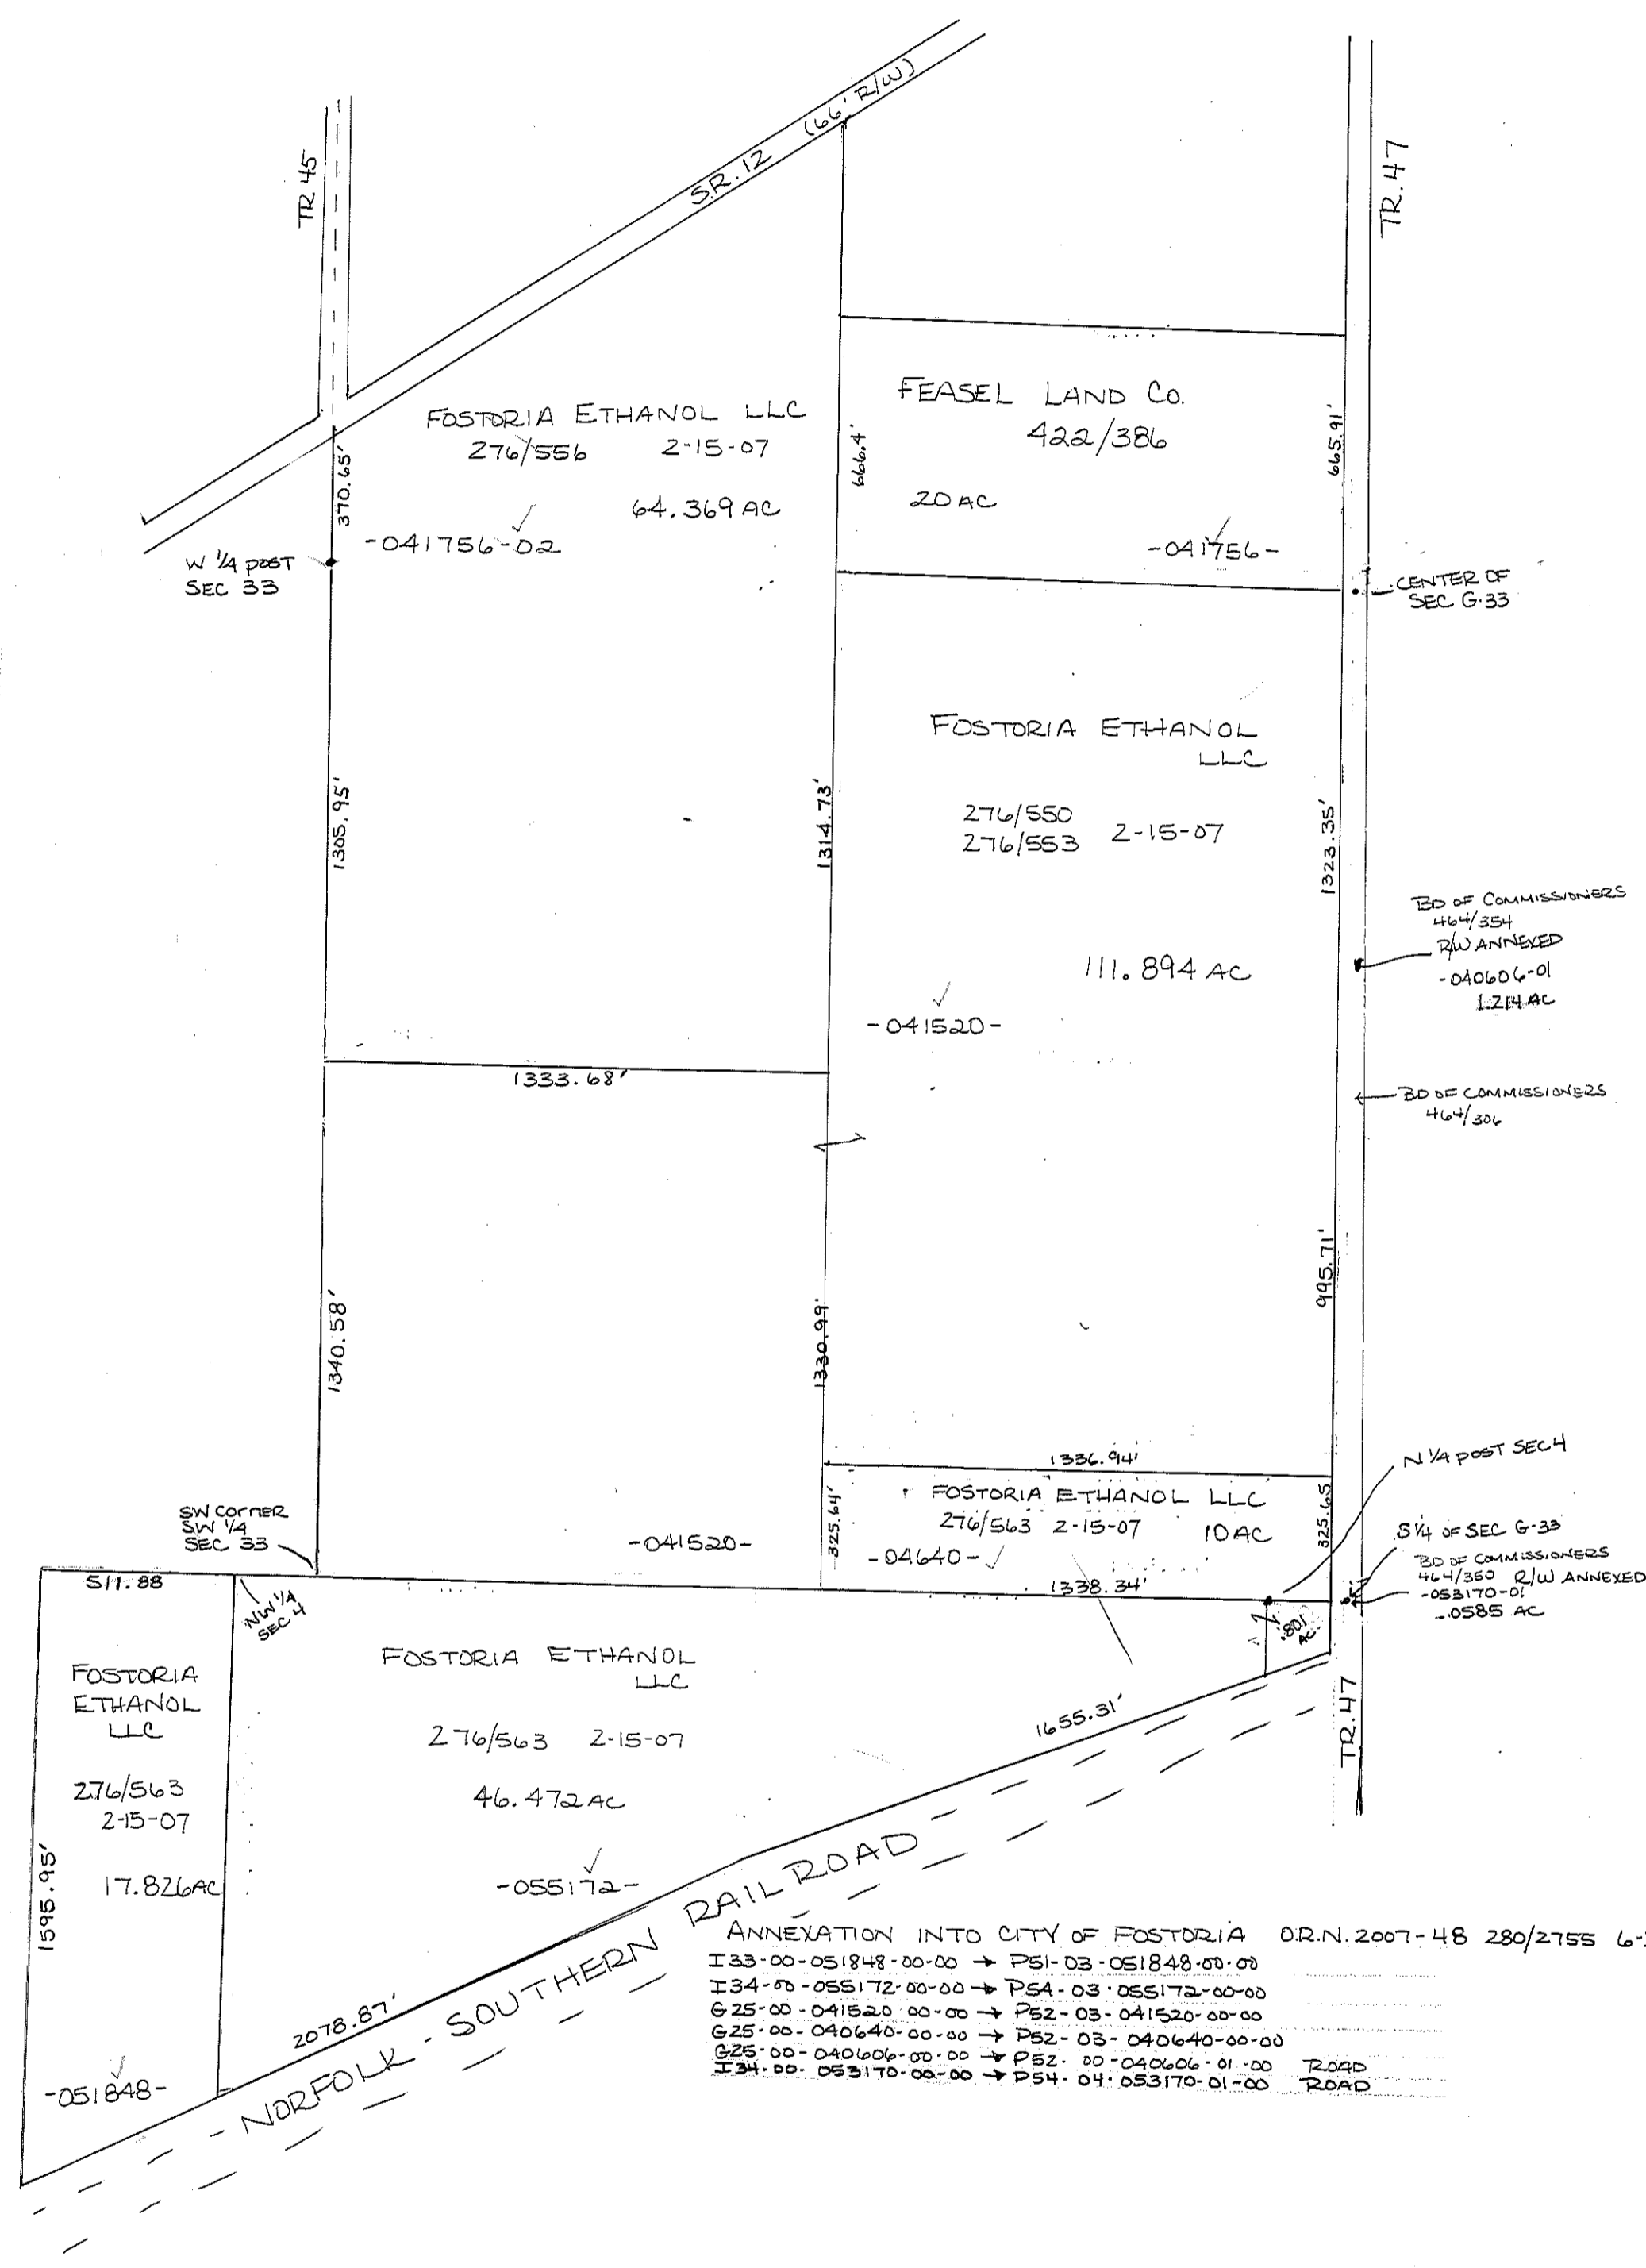 (66' R/W)
S.R. 12
TR 45
TR. 47
FOSTORIA ETHANOL LLC
276/556 2-15-07
64.369 AC
-041756-02
370.65'
W 1/4 POST
SEC 33
FEASEL LAND CO.
422/386
20 AC
-041756-
666.4'
665.91'
CENTER OF
SEC G-33
FOSTORIA ETHANOL
LLC
276/550
276/553 2-15-07
111.894 AC
-041520-
1305.95'
1314.73'
1323.35'
BD OF COMMISSIONERS
464/354
R/W ANNEXED
-040606-01
1.214 AC
1333.68'
BD OF COMMISSIONERS
464/306
995.71'
1340.58'
1330.99'
1336.94'
N 1/4 POST SEC 4
FOSTORIA ETHANOL LLC
276/563 2-15-07 10 AC
-04640-
325.64'
325.65
1338.34'
S 1/4 OF SEC G-33
BD OF COMMISSIONERS
464/350 R/W ANNEXED
-053170-01
.0585 AC
SW CORNER
SW 1/4
SEC 33
-041520-
511.88
NW 1/4
SEC 4
.801
AC
FOSTORIA
ETHANOL
LLC
276/563
2-15-07
17.826 AC
1595.95'
-051848-
FOSTORIA ETHANOL
LLC
276/563 2-15-07
46.472 AC
-055172-
1655.31'
TR. 47
2078.87'
NORFOLK - SOUTHERN RAILROAD
ANNEXATION INTO CITY OF FOSTORIA O.R.N. 2007-48 280/2755 6-
I33-00-051848-00-00 → P51-03-051848-00-00
I34-00-055172-00-00 → P54-03-055172-00-00
G25-00-041520-00-00 → P52-03-041520-00-00
G25-00-040640-00-00 → P52-03-040640-00-00
G25-00-040606-00-00 → P52-00-040606-01-00 ROAD
I34-00-053170-00-00 → P54-04-053170-01-00 ROAD